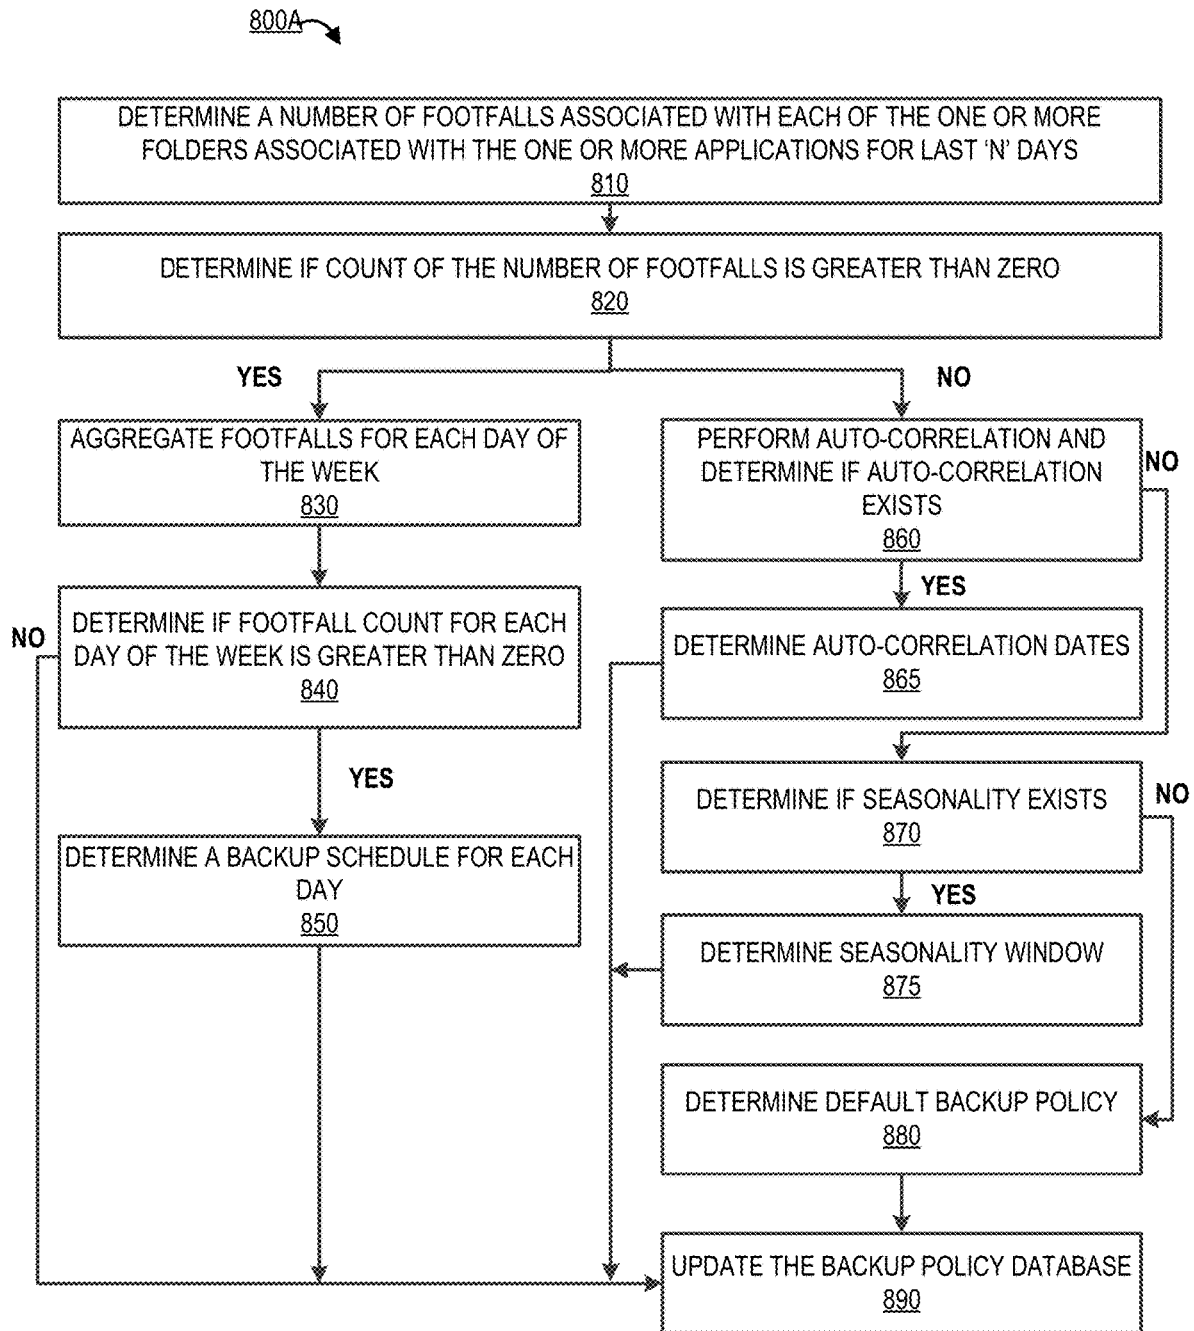 800A
DETERMINE A NUMBER OF FOOTFALLS ASSOCIATED WITH EACH OF THE ONE OR MORE
FOLDERS ASSOCIATED WITH THE ONE OR MORE APPLICATIONS FOR LAST ‘N’ DAYS
810
DETERMINE IF COUNT OF THE NUMBER OF FOOTFALLS IS GREATER THAN ZERO
820
YES
NO
AGGREGATE FOOTFALLS FOR EACH DAY OF
THE WEEK
830
PERFORM AUTO-CORRELATION AND
DETERMINE IF AUTO-CORRELATION
EXISTS
860
NO
YES
NO
DETERMINE IF FOOTFALL COUNT FOR EACH
DAY OF THE WEEK IS GREATER THAN ZERO
840
DETERMINE AUTO-CORRELATION DATES
865
YES
DETERMINE IF SEASONALITY EXISTS
870
NO
DETERMINE A BACKUP SCHEDULE FOR EACH
DAY
850
YES
DETERMINE SEASONALITY WINDOW
875
DETERMINE DEFAULT BACKUP POLICY
880
UPDATE THE BACKUP POLICY DATABASE
890